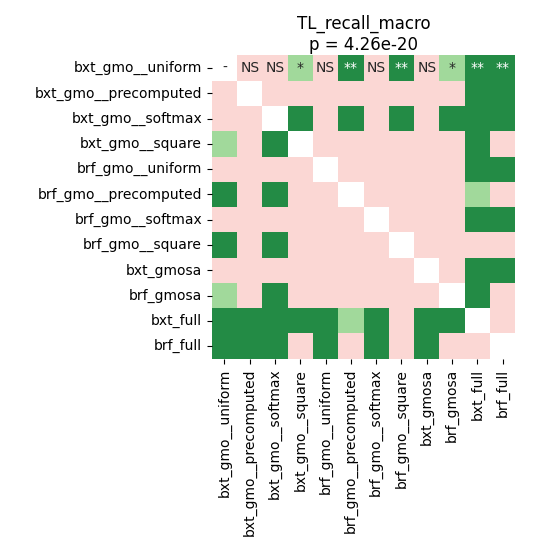 TL_recall_macro
p = 4.26e-20
bxt_gmo__uniform - NS NS * NS ** NS ** NS * ** **
bxt_gmo__precomputed
bxt_gmo__softmax
bxt_gmo__square
brf_gmo__uniform
brf_gmo__precomputed
brf_gmo__softmax
brf_gmo__square
bxt_gmosa
brf_gmosa
bxt_full
brf_full
bxt_gmo__uniform
bxt_gmo__precomputed
bxt_gmo__softmax
bxt_gmo__square
brf_gmo__uniform
brf_gmo__precomputed
brf_gmo__softmax
brf_gmo__square
bxt_gmosa
brf_gmosa
bxt_full
brf_full